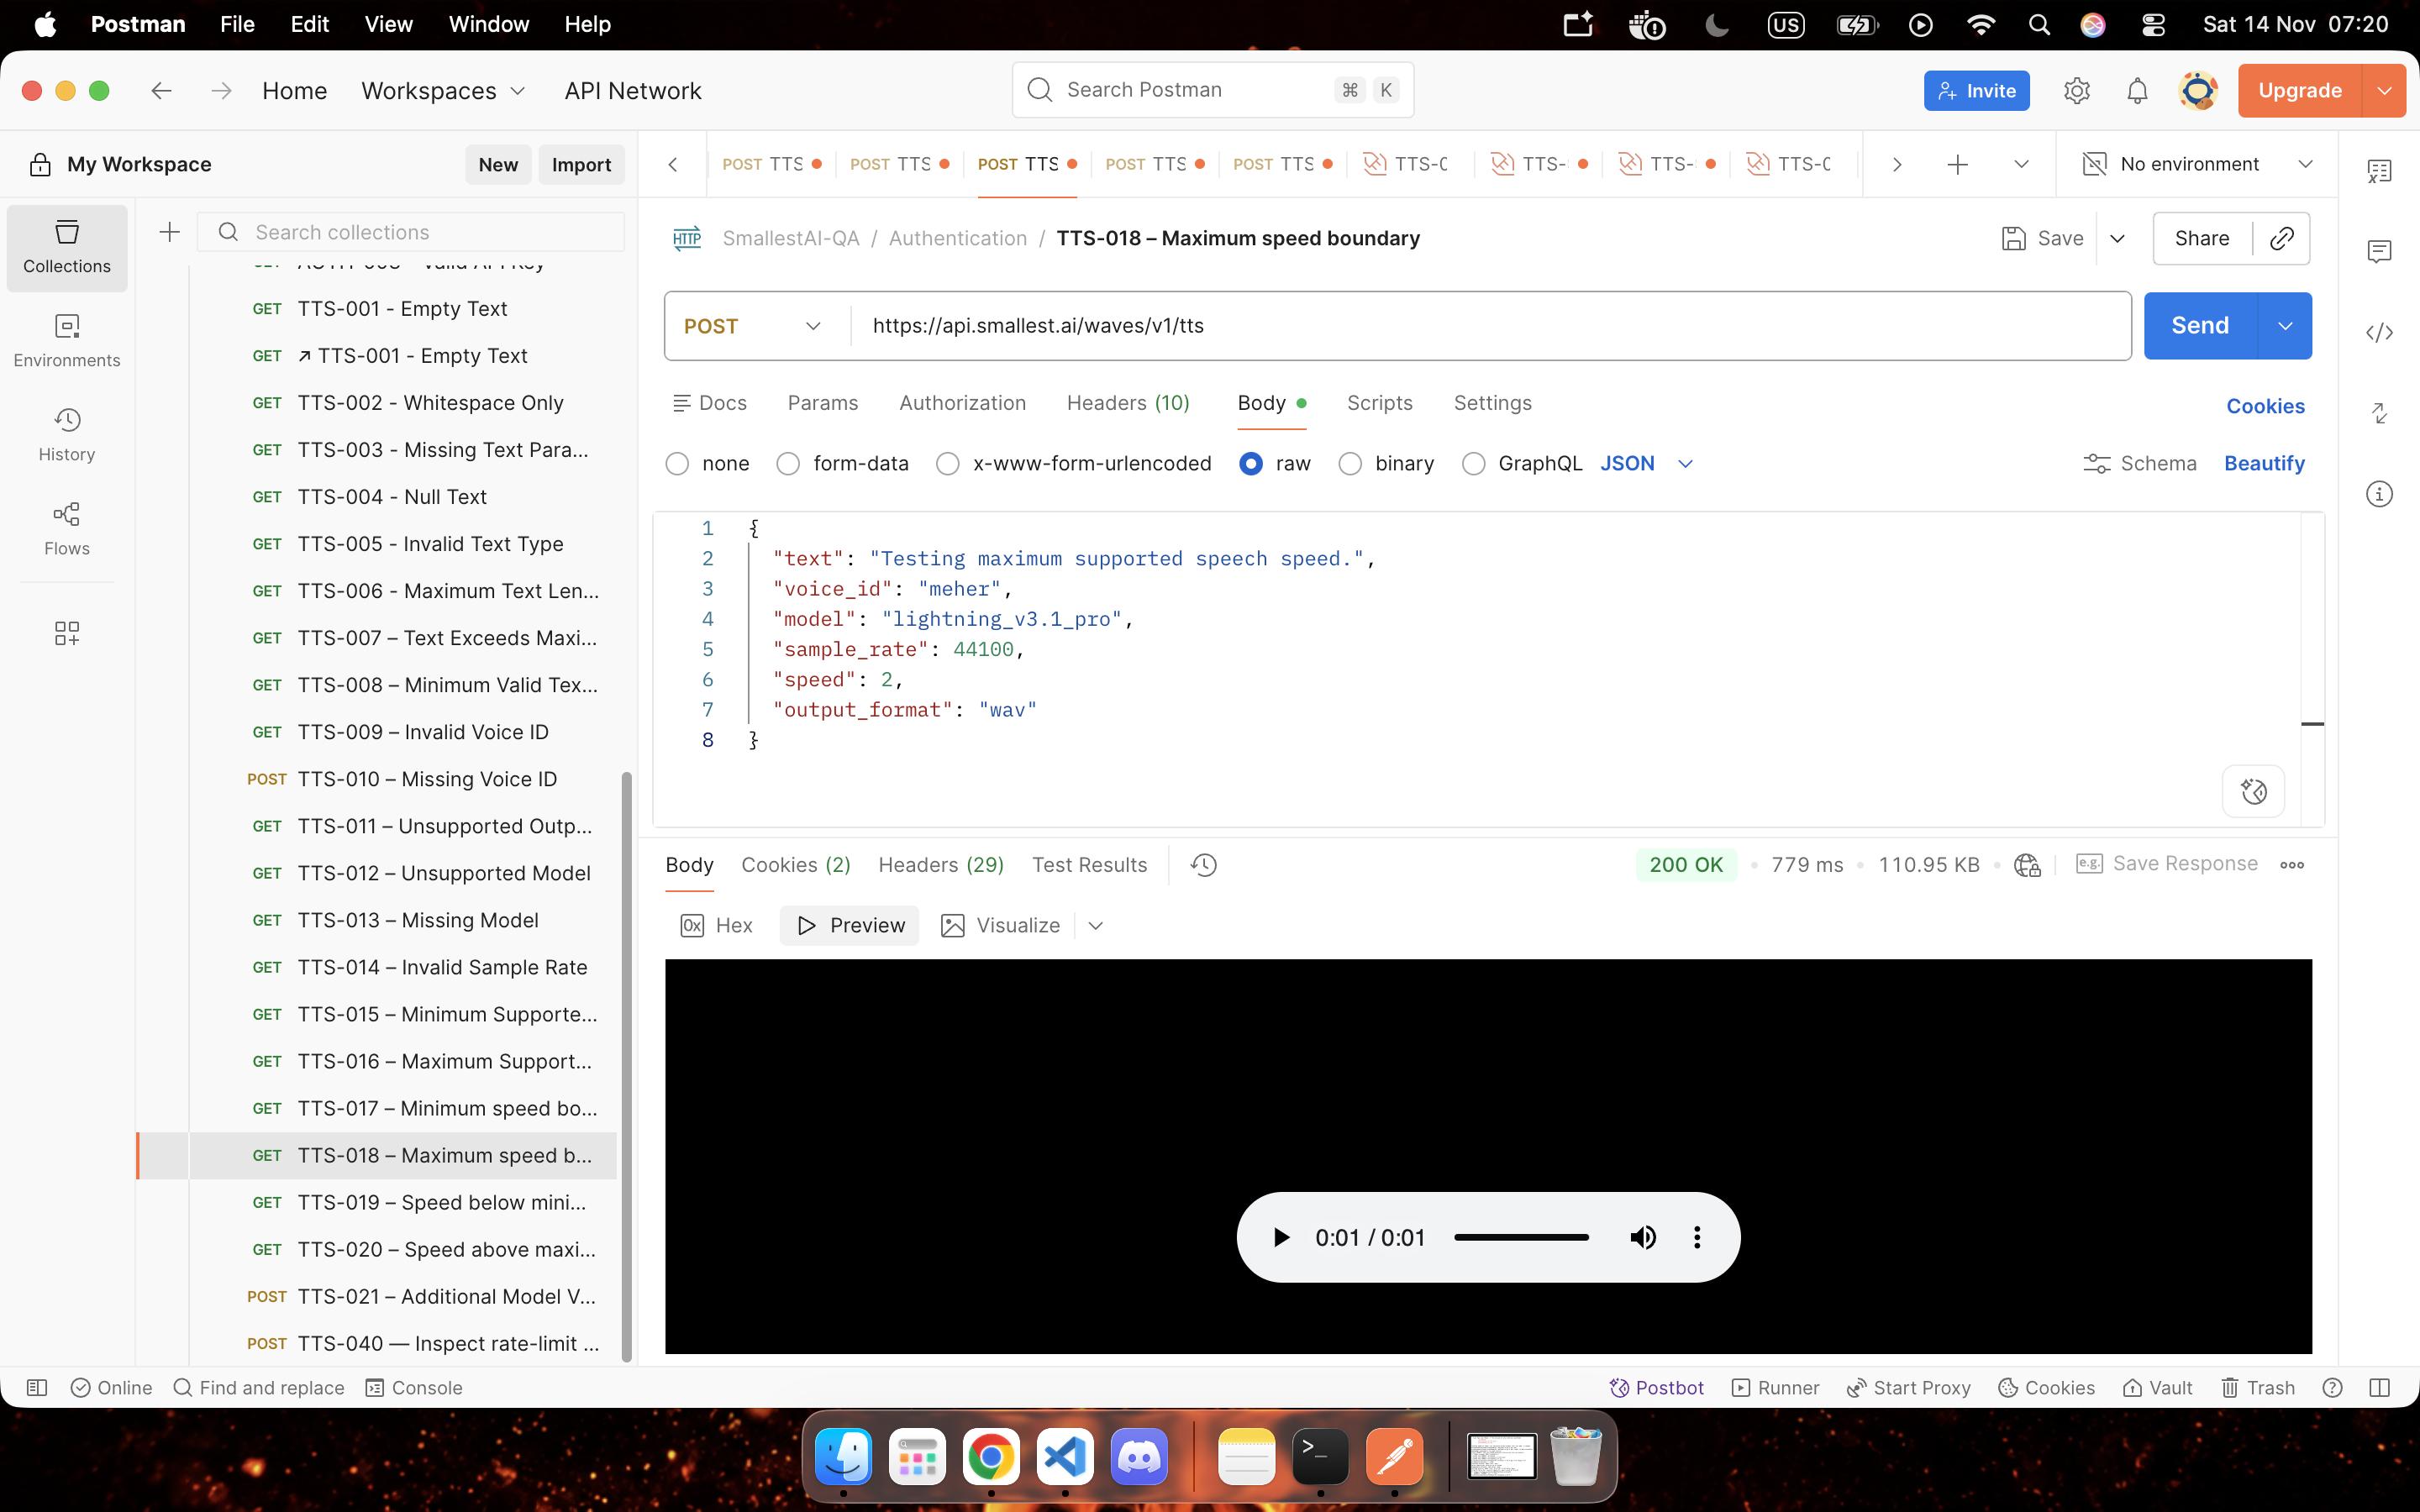 Postman File Edit View Window Help US Sat 14 Nov 07:20
Home Workspaces API Network Search Postman ⌘ K Invite Upgrade
My Workspace New Import
POST TTS POST TTS POST TTS POST TTS POST TTS TTS-0 TTS- TTS- TTS-0 No environment
Collections
Environments
History
Flows
Search collections
GET TTS-001 - Empty Text
GET TTS-001 - Empty Text
GET TTS-002 - Whitespace Only
GET TTS-003 - Missing Text Para...
GET TTS-004 - Null Text
GET TTS-005 - Invalid Text Type
GET TTS-006 - Maximum Text Len...
GET TTS-007 – Text Exceeds Maxi...
GET TTS-008 – Minimum Valid Tex...
GET TTS-009 – Invalid Voice ID
POST TTS-010 – Missing Voice ID
GET TTS-011 – Unsupported Outp...
GET TTS-012 – Unsupported Model
GET TTS-013 – Missing Model
GET TTS-014 – Invalid Sample Rate
GET TTS-015 – Minimum Supporte...
GET TTS-016 – Maximum Support...
GET TTS-017 – Minimum speed bo...
GET TTS-018 – Maximum speed b...
GET TTS-019 – Speed below mini...
GET TTS-020 – Speed above maxi...
POST TTS-021 – Additional Model V...
POST TTS-040 — Inspect rate-limit ...
HTTP SmallestAI-QA / Authentication / TTS-018 – Maximum speed boundary Save Share
POST https://api.smallest.ai/waves/v1/tts Send
Docs Params Authorization Headers (10) Body Scripts Settings Cookies
none form-data x-www-form-urlencoded raw binary GraphQL JSON Schema Beautify
1 {
2 "text": "Testing maximum supported speech speed.",
3 "voice_id": "meher",
4 "model": "lightning_v3.1_pro",
5 "sample_rate": 44100,
6 "speed": 2,
7 "output_format": "wav"
8 }
Body Cookies (2) Headers (29) Test Results 200 OK 779 ms 110.95 KB e.g. Save Response
0x Hex Preview Visualize
0:01 / 0:01
Online Find and replace Console Postbot Runner Start Proxy Cookies Vault Trash